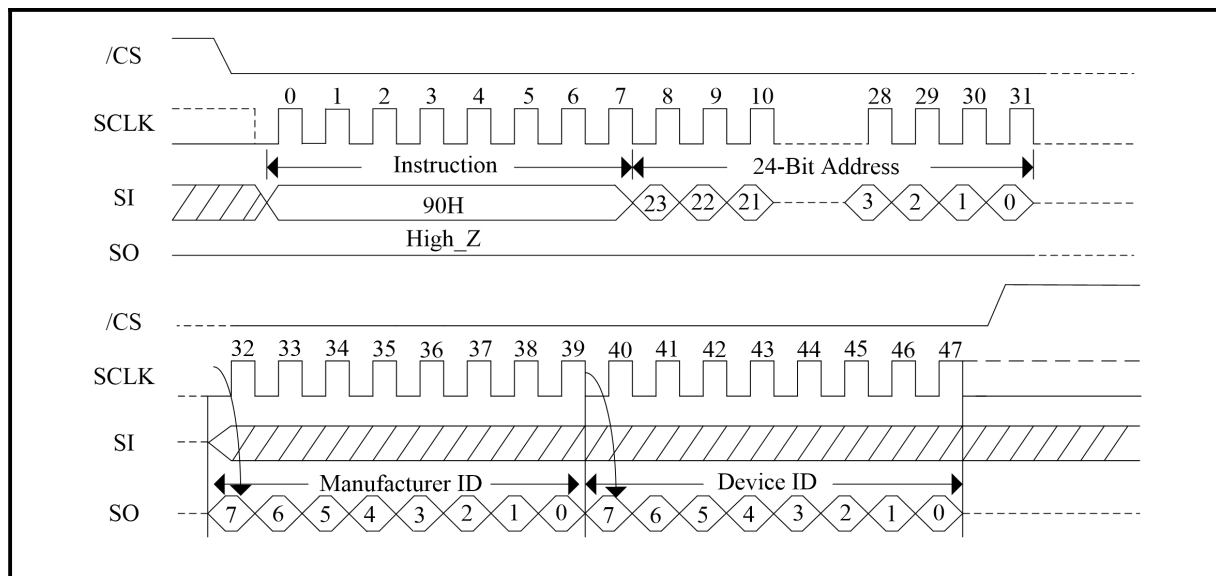 /CS
0 1 2 3 4 5 6 7 8 9 10 28 29 30 31
SCLK
Instruction 24-Bit Address
SI 90H 23 22 21 3 2 1 0
High_Z
SO
/CS
32 33 34 35 36 37 38 39 40 41 42 43 44 45 46 47
SCLK
SI
Manufacturer ID Device ID
SO 7 6 5 4 3 2 1 0 7 6 5 4 3 2 1 0